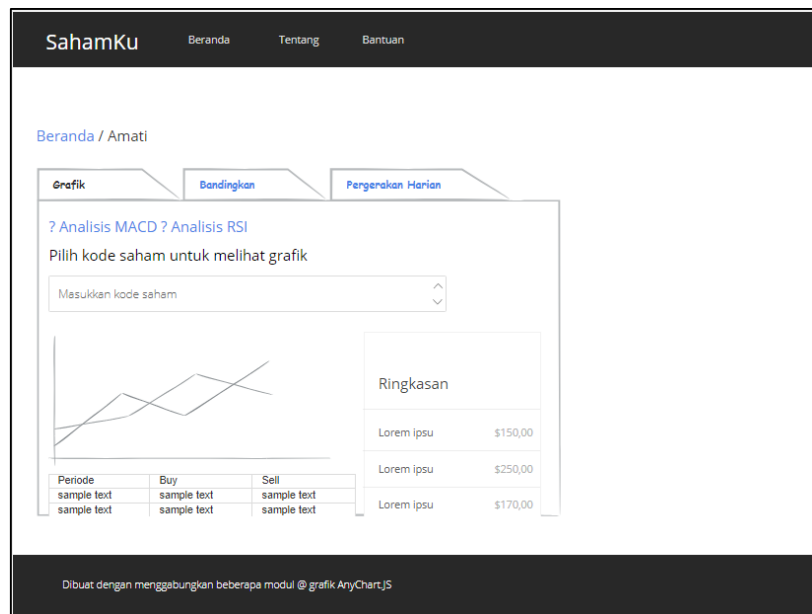 SahamKu Beranda Tentang Bantuan
Beranda / Amati
Grafik Bandingkan Pergerakan Harian
? Analisis MACD ? Analisis RSI
Pilih kode saham untuk melihat grafik
Masukkan kode saham
Ringkasan
Lorem ipsu $150,00
Lorem ipsu $250,00
Lorem ipsu $170,00
Periode Buy Sell
sample text sample text sample text
sample text sample text sample text
Dibuat dengan menggabungkan beberapa modul @ grafik AnyChart.JS